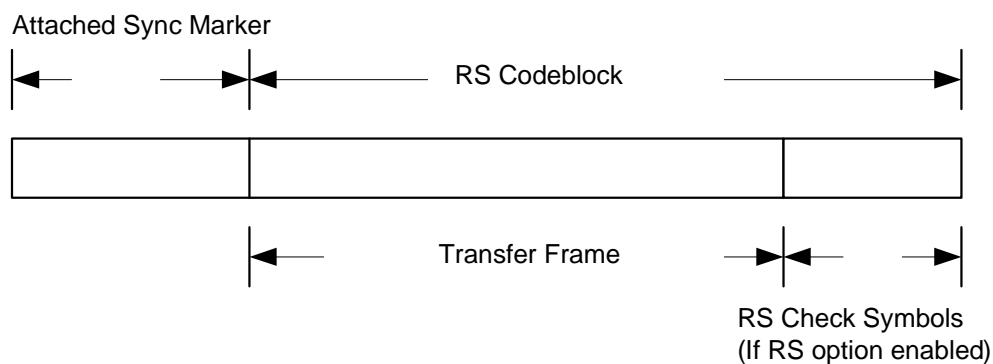 Attached Sync Marker
RS Codeblock
Transfer Frame
RS Check Symbols
(If RS option enabled)